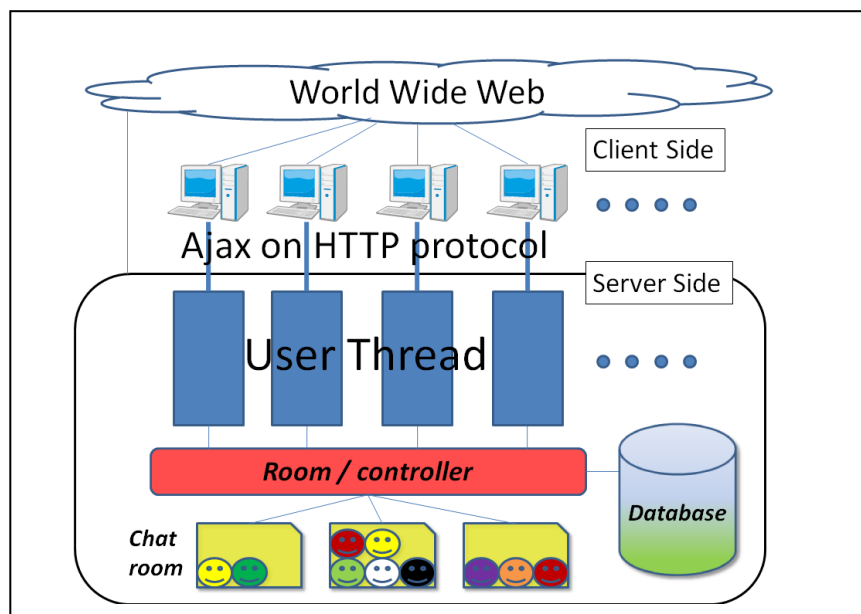 World Wide Web
Client Side
Ajax on HTTP protocol
Server Side
User Thread
Room / controller
Database
Chat
room